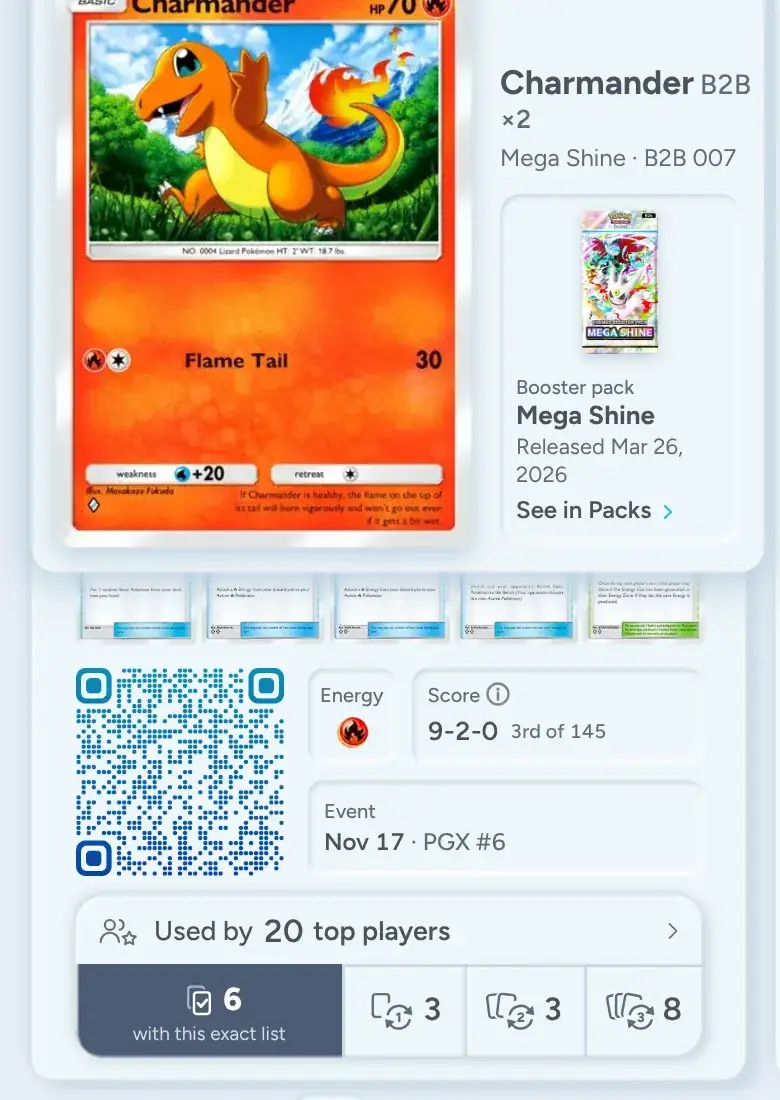 BASIC Charmander HP 70
NO. 0004 Lizard Pokémon HT: 2' WT: 18.7 lbs.
Flame Tail 30
weakness +20 retreat
Illus. Masakazu Fukuda
If Charmander is healthy, the flame on the tip of
its tail will burn vigorously and won't go out even
if it gets a bit wet.
Charmander B2B
×2
Mega Shine · B2B 007
MEGA SHINE
Booster pack
Mega Shine
Released Mar 26,
2026
See in Packs
Energy
Score
9-2-0 3rd of 145
Event
Nov 17 · PGX #6
Used by 20 top players
6
with this exact list
1 3
2 3
3 8